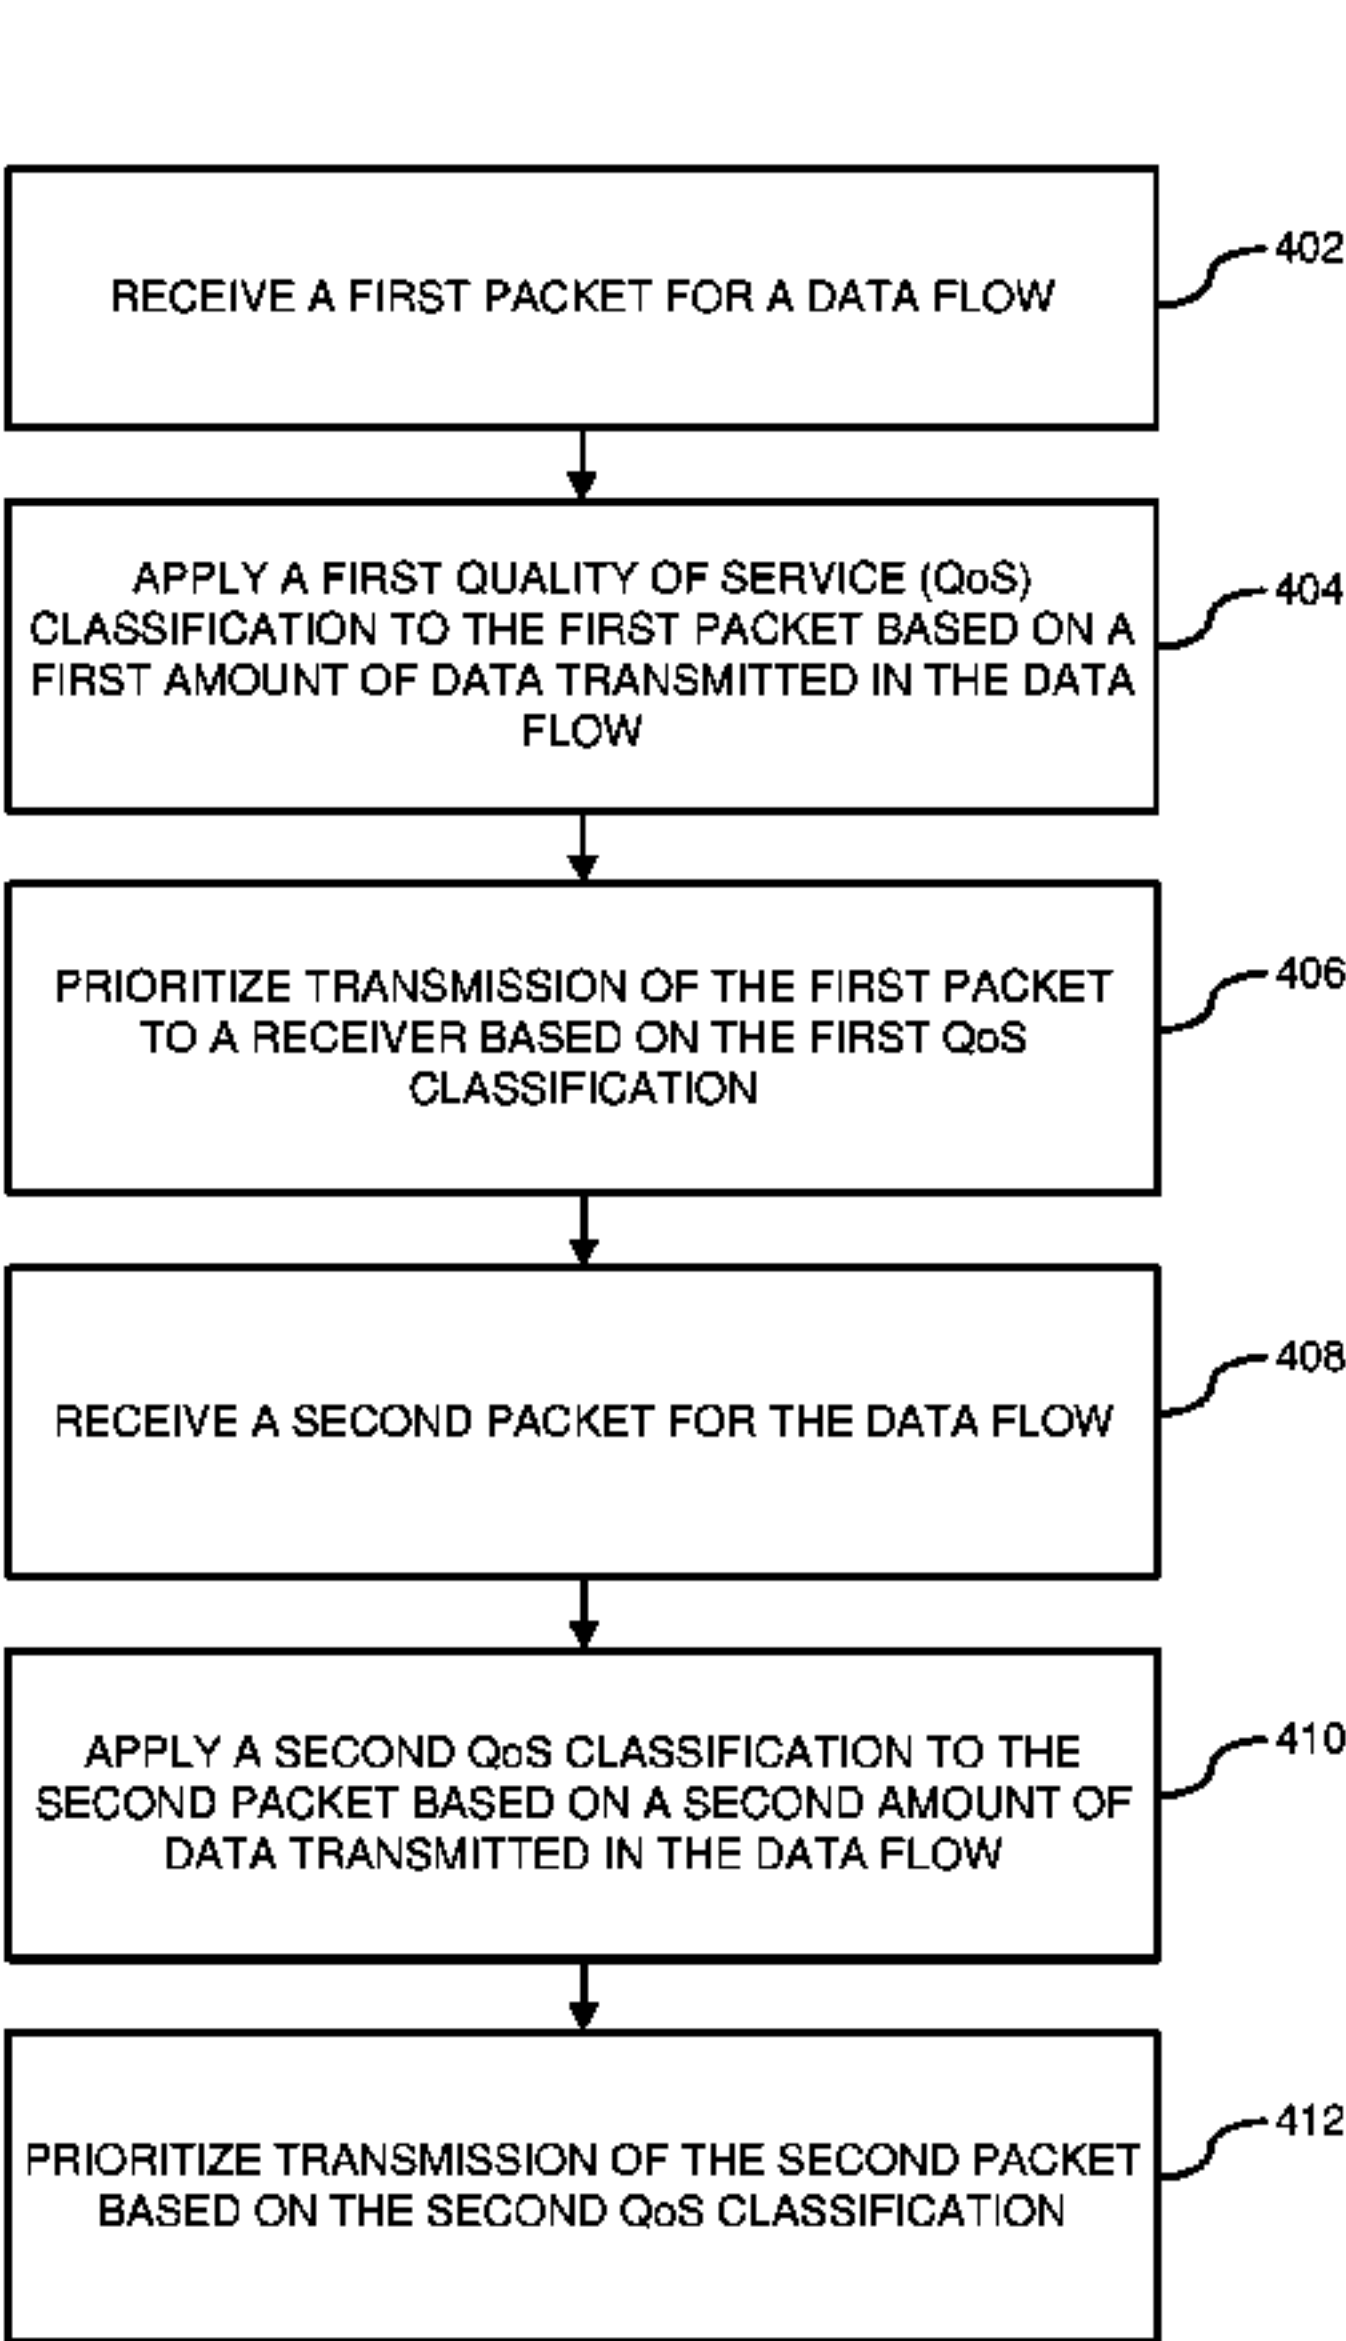 RECEIVE A FIRST PACKET FOR A DATA FLOW
402
APPLY A FIRST QUALITY OF SERVICE (QoS)
CLASSIFICATION TO THE FIRST PACKET BASED ON A
FIRST AMOUNT OF DATA TRANSMITTED IN THE DATA
FLOW
404
PRIORITIZE TRANSMISSION OF THE FIRST PACKET
TO A RECEIVER BASED ON THE FIRST QoS
CLASSIFICATION
406
RECEIVE A SECOND PACKET FOR THE DATA FLOW
408
APPLY A SECOND QoS CLASSIFICATION TO THE
SECOND PACKET BASED ON A SECOND AMOUNT OF
DATA TRANSMITTED IN THE DATA FLOW
410
PRIORITIZE TRANSMISSION OF THE SECOND PACKET
BASED ON THE SECOND QoS CLASSIFICATION
412